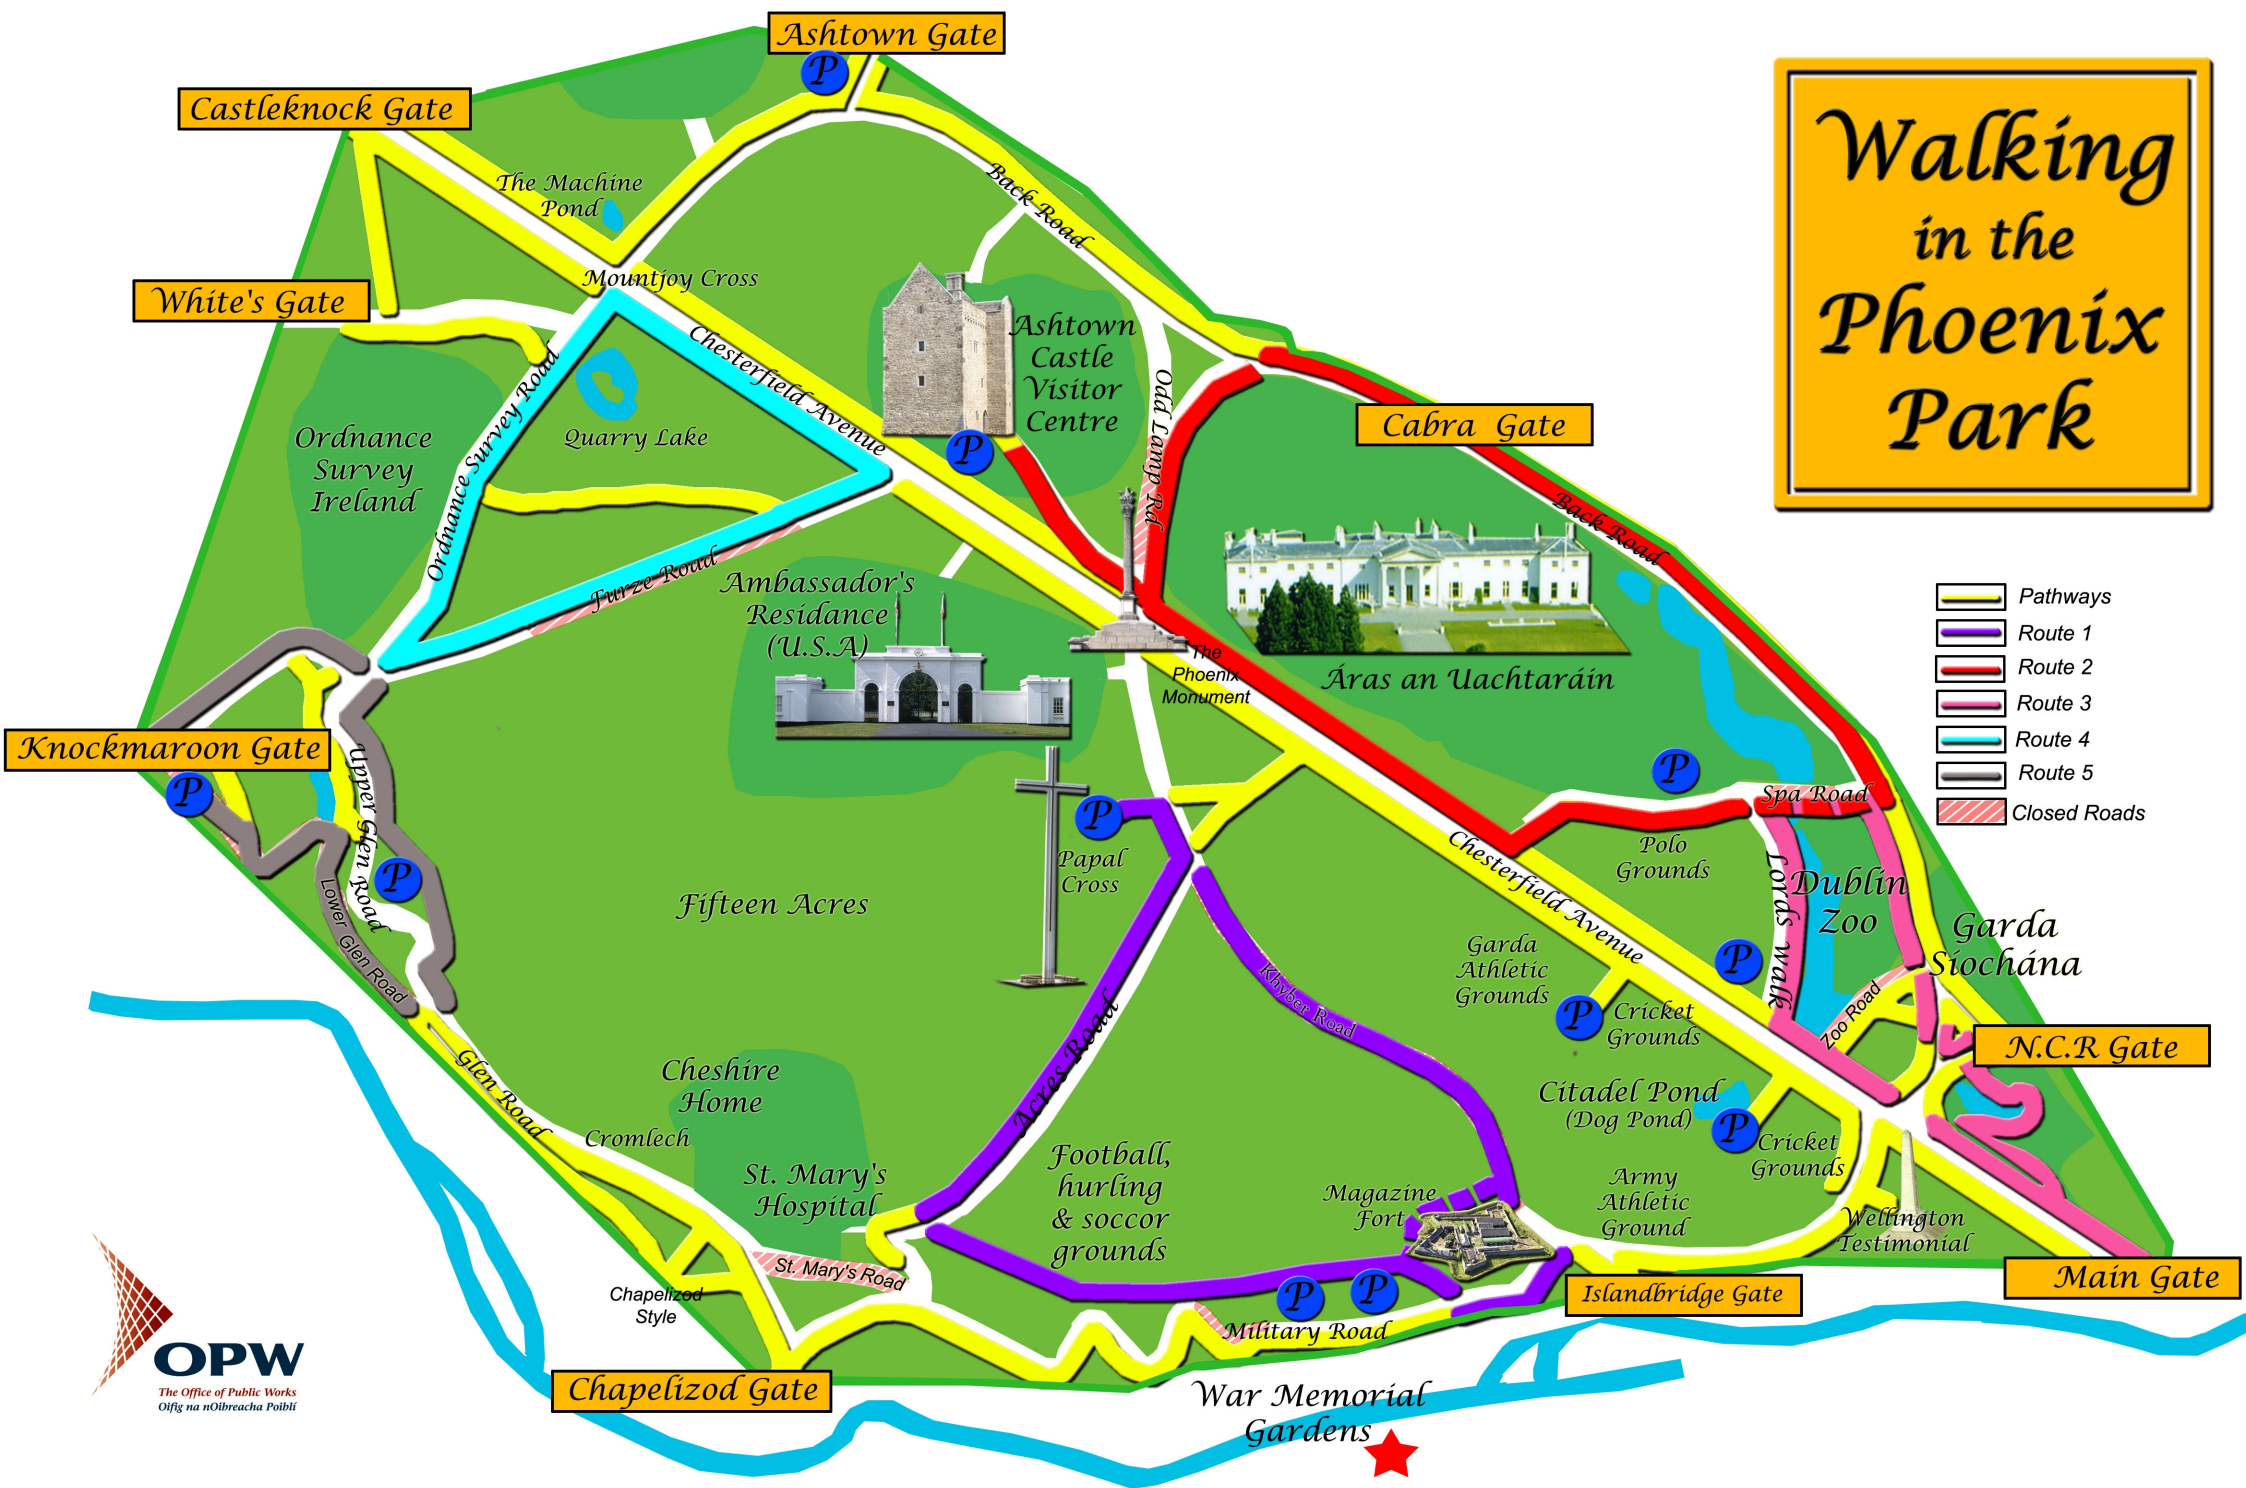 Ashtown Gate
P
Castleknock Gate
Walking
in the
Phoenix
Park
Back Road
The Machine
Pond
Mountjoy Cross
White's Gate
Chesterfield Avenue
Ashtown
Castle
Visitor
Centre
Odd Lamp Rd
Cabra Gate
Ordnance Survey Road
Quarry Lake
Ordnance
Survey
Ireland
P
Back Road
Furze Road
Ambassador's
Residance
(U.S.A)
The
Phoenix
Monument
Áras an Uachtaráin
Pathways
Route 1
Route 2
Route 3
Route 4
Route 5
Closed Roads
Knockmaroon Gate
P
Upper Glen Road
P
Lower Glen Road
P
Papal
Cross
P
Spa Road
Polo
Grounds
Chesterfield Avenue
Lords walk
Dublin
Zoo
Garda
Síochána
Fifteen Acres
Garda
Athletic
Grounds
P
P
Cricket
Grounds
Khyber Road
Zoo Road
N.C.R Gate
Acres Road
Glen Road
Cheshire
Home
Cromlech
Citadel Pond
(Dog Pond)
P
Cricket
Grounds
St. Mary's
Hospital
Football,
hurling
& soccor
grounds
Magazine
Fort
Army
Athletic
Ground
Wellington
Testimonial
St. Mary's Road
Chapelizod
Style
P
P
Military Road
Islandbridge Gate
Main Gate
Chapelizod Gate
War Memorial
Gardens
OPW
The Office of Public Works
Oifig na nOibreacha Poiblí